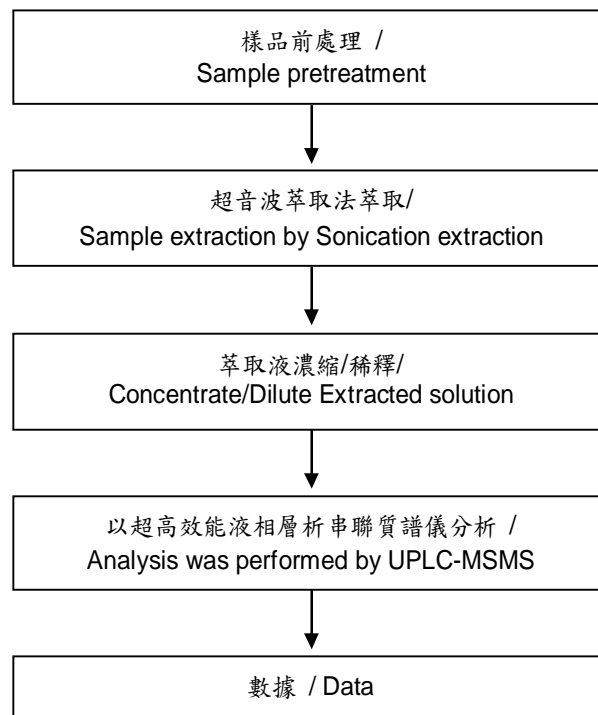 樣品前處理 /
Sample pretreatment
超音波萃取法萃取/
Sample extraction by Sonication extraction
萃取液濃縮/稀釋/
Concentrate/Dilute Extracted solution
以超高效能液相層析串聯質譜儀分析 /
Analysis was performed by UPLC-MSMS
數據 / Data